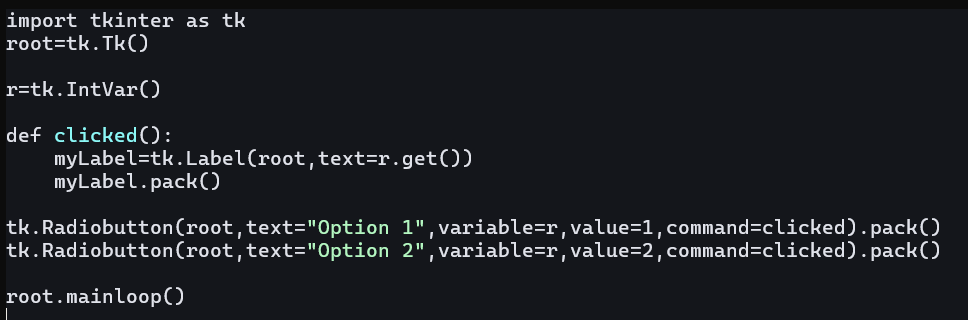 import tkinter as tk
root=tk.Tk()
r=tk.IntVar()
def clicked():
    myLabel=tk.Label(root,text=r.get())
    myLabel.pack()
tk.Radiobutton(root,text="Option 1",variable=r,value=1,command=clicked).pack()
tk.Radiobutton(root,text="Option 2",variable=r,value=2,command=clicked).pack()
root.mainloop()